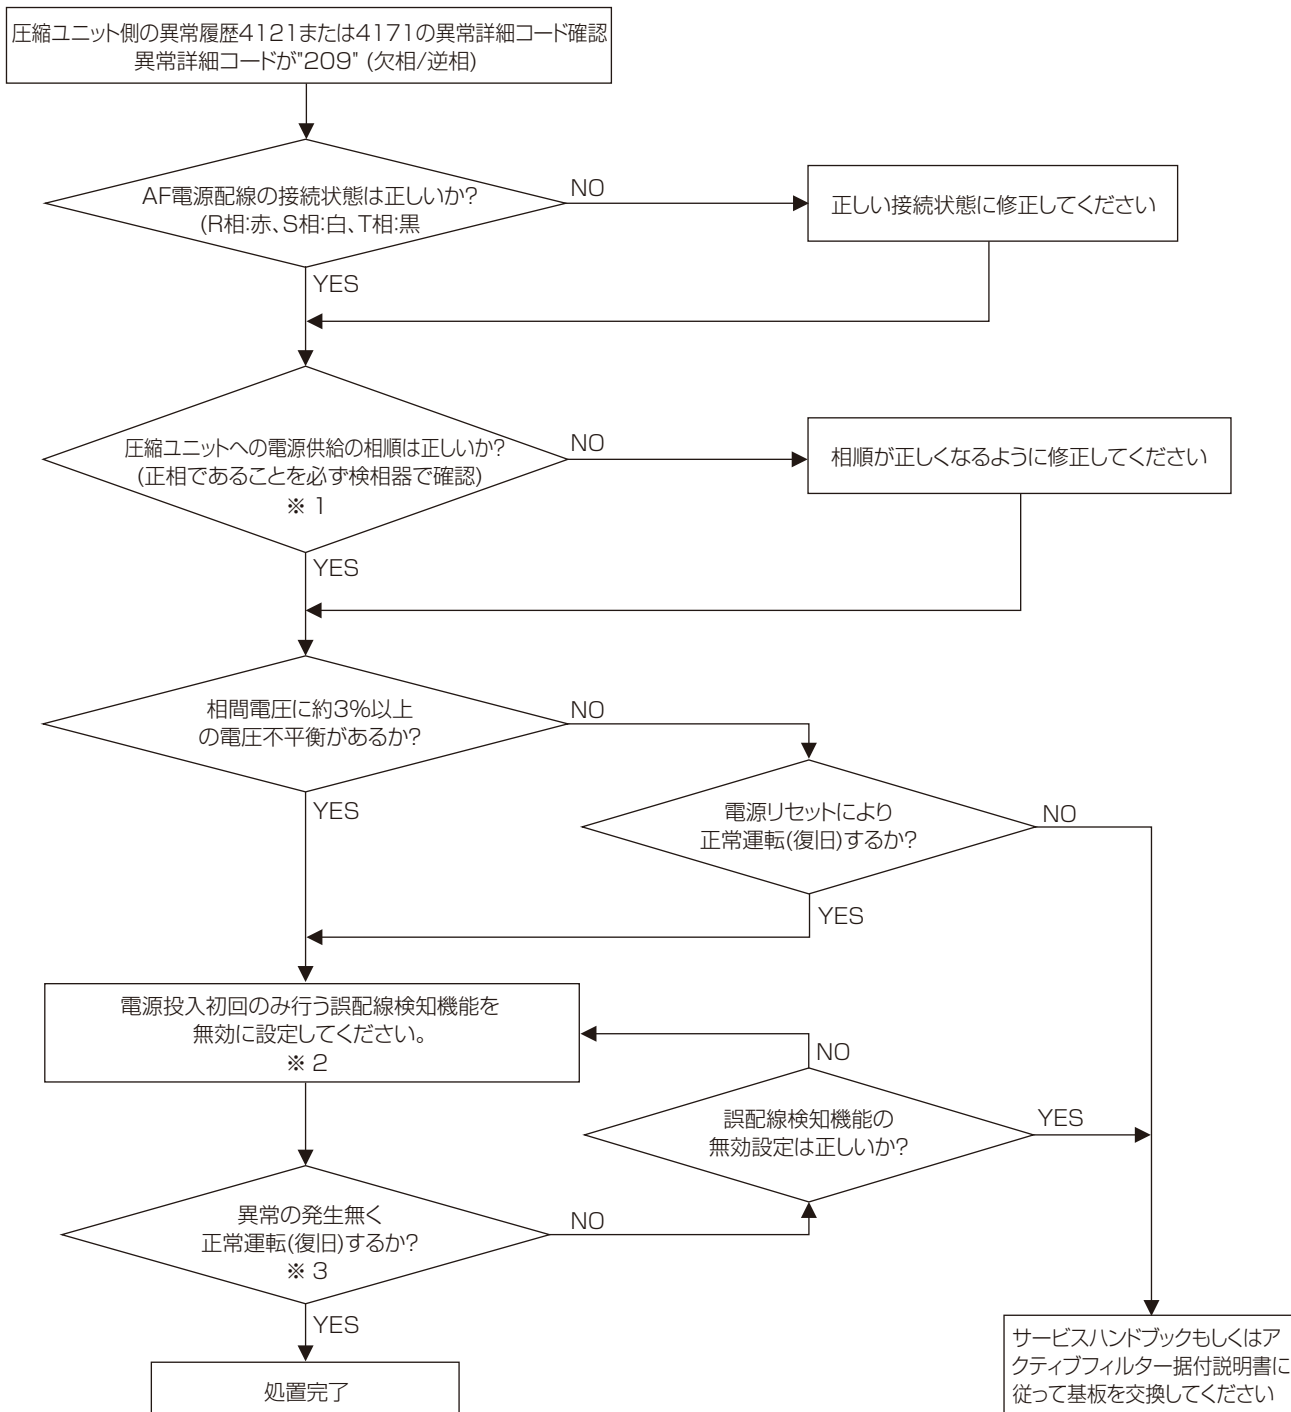 圧縮ユニット側の異常履歴4121または4171の異常詳細コード確認
異常詳細コードが"209" (欠相/逆相)
AF電源配線の接続状態は正しいか?
(R相:赤、S相:白、T相:黒
NO
正しい接続状態に修正してください
YES
圧縮ユニットへの電源供給の相順は正しいか?
(正相であることを必ず検相器で確認)
※ 1
NO
相順が正しくなるように修正してください
YES
相間電圧に約3%以上
の電圧不平衡があるか?
NO
YES
電源リセットにより
正常運転(復旧)するか?
NO
YES
電源投入初回のみ行う誤配線検知機能を
無効に設定してください。
※ 2
NO
誤配線検知機能の
無効設定は正しいか?
YES
異常の発生無く
正常運転(復旧)するか?
※ 3
NO
YES
処置完了
サービスハンドブックもしくはア
クティブフィルター据付説明書に
従って基板を交換してください